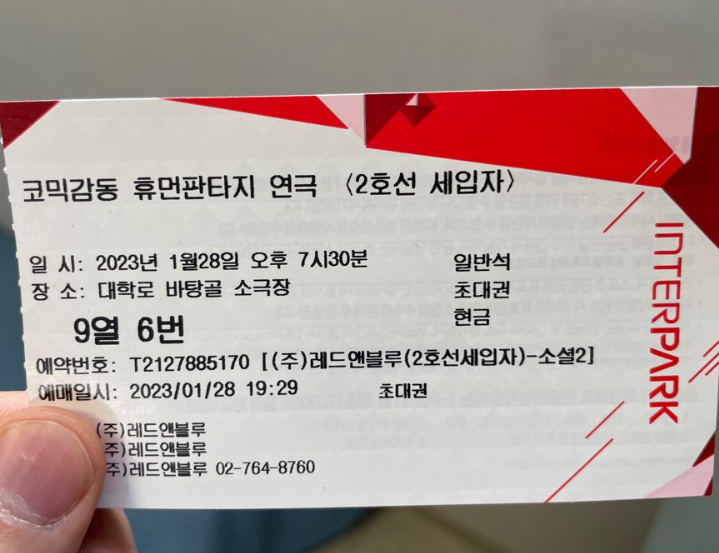 코믹감동 휴먼판타지 연극 〈2호선 세입자〉
일 시: 2023년 1월28일 오후 7시30분
일반석
장 소: 대학로 바탕골 소극장
초대권
현금
9열 6번
예약번호: T2127885170 [(주)레드앤블루(2호선세입자)-소셜2]
예매일시: 2023/01/28 19:29
초대권
(주)레드앤블루
주)레드앤블루
주)레드앤블루 02-764-8760
INTERPARK